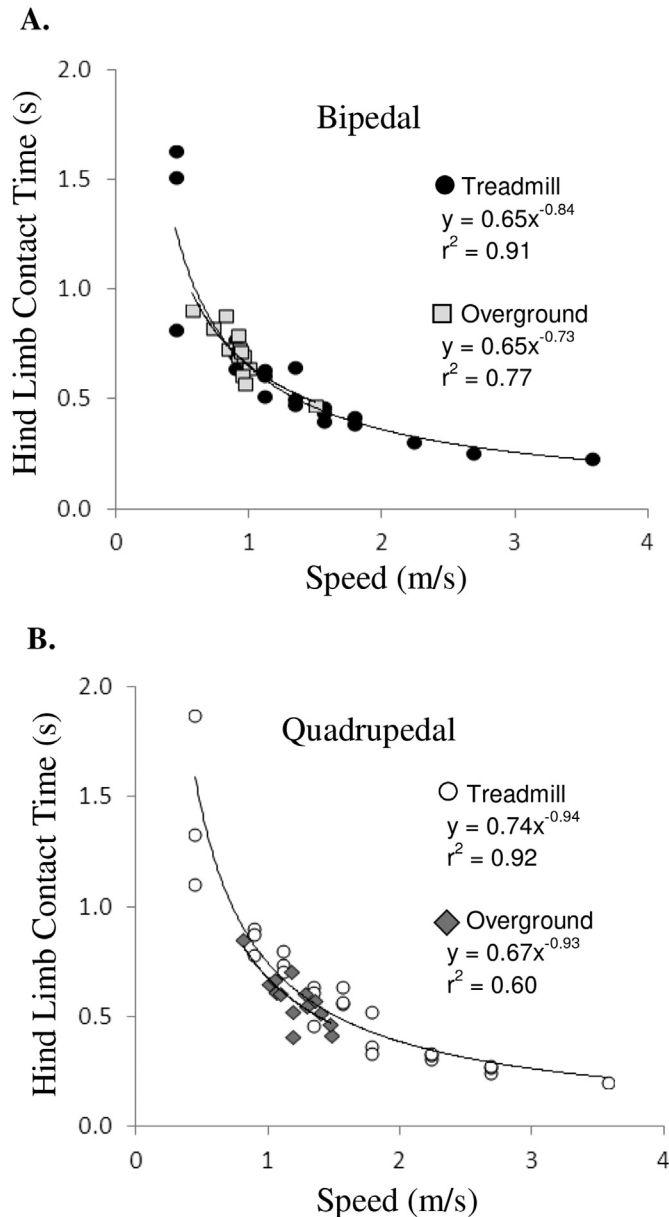 A.
2.0
1.5
1.0
0.5
0.0
Hind Limb Contact Time (s)
Bipedal
Treadmill
y = 0.65x^-0.84
r² = 0.91
Overground
y = 0.65x^-0.73
r² = 0.77
0 1 2 3 4
Speed (m/s)
B.
2.0
1.5
1.0
0.5
0.0
Hind Limb Contact Time (s)
Quadrupedal
Treadmill
y = 0.74x^-0.94
r² = 0.92
Overground
y = 0.67x^-0.93
r² = 0.60
0 1 2 3 4
Speed (m/s)